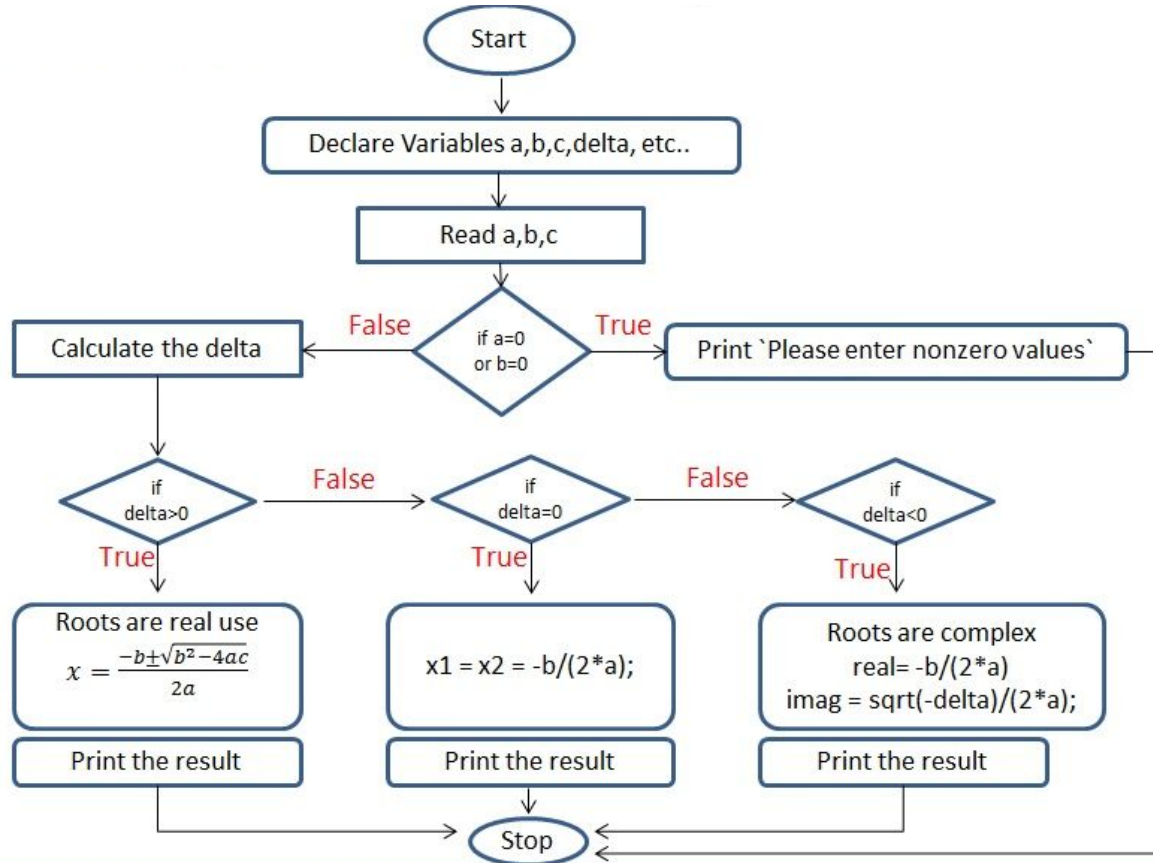 Start
Declare Variables a,b,c,delta, etc..
Read a,b,c
False
if a=0
or b=0
True
Calculate the delta
Print `Please enter nonzero values`
if
delta>0
False
if
delta=0
False
if
delta<0
True
True
True
Roots are real use
x = \frac{-b±\sqrt{b^2-4ac}}{2a}
x1 = x2 = -b/(2*a);
Roots are complex
real= -b/(2*a)
imag = sqrt(-delta)/(2*a);
Print the result
Print the result
Print the result
Stop